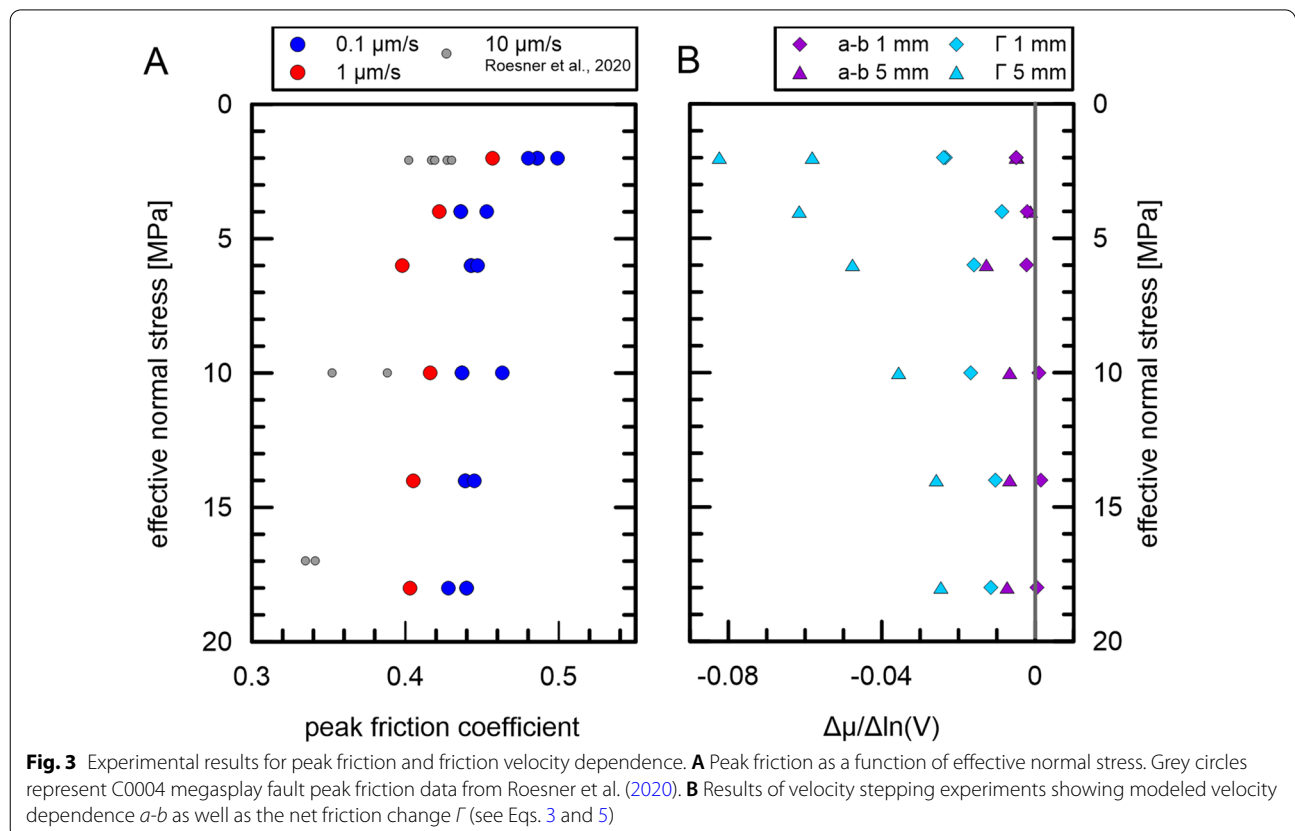 A
0.1 µm/s
1 µm/s
10 µm/s
Roesner et al., 2020
effective normal stress [MPa]
0
5
10
15
20
0.3
0.4
0.5
peak friction coefficient
B
a-b 1 mm
a-b 5 mm
Γ 1 mm
Γ 5 mm
0
5
10
15
20
effective normal stress [MPa]
-0.08
-0.04
0
Δμ/Δln(V)
Fig. 3 Experimental results for peak friction and friction velocity dependence. A Peak friction as a function of effective normal stress. Grey circles
represent C0004 megasplay fault peak friction data from Roesner et al. (2020). B Results of velocity stepping experiments showing modeled velocity
dependence a-b as well as the net friction change Γ (see Eqs. 3 and 5)